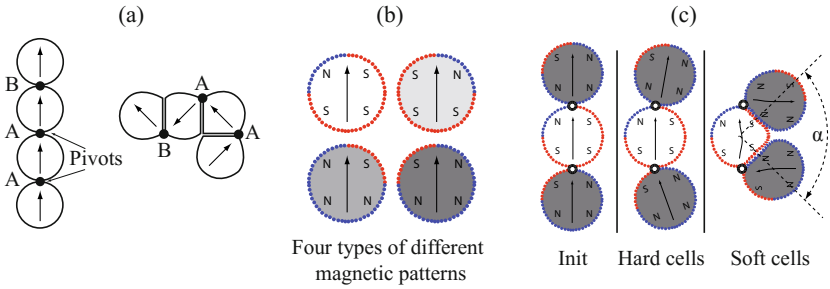 (a)
B
A
A
Pivots
A
A
B
(b)
N S
S S
S N
S S
N S
N N
S N
N N
Four types of different
magnetic patterns
(c)
S N
N N
N S
S S
S N
N N
Init
S N
N N
N S
S S
S N
N N
Hard cells
N S
N N
N S
S S
N N
S N
α
Soft cells